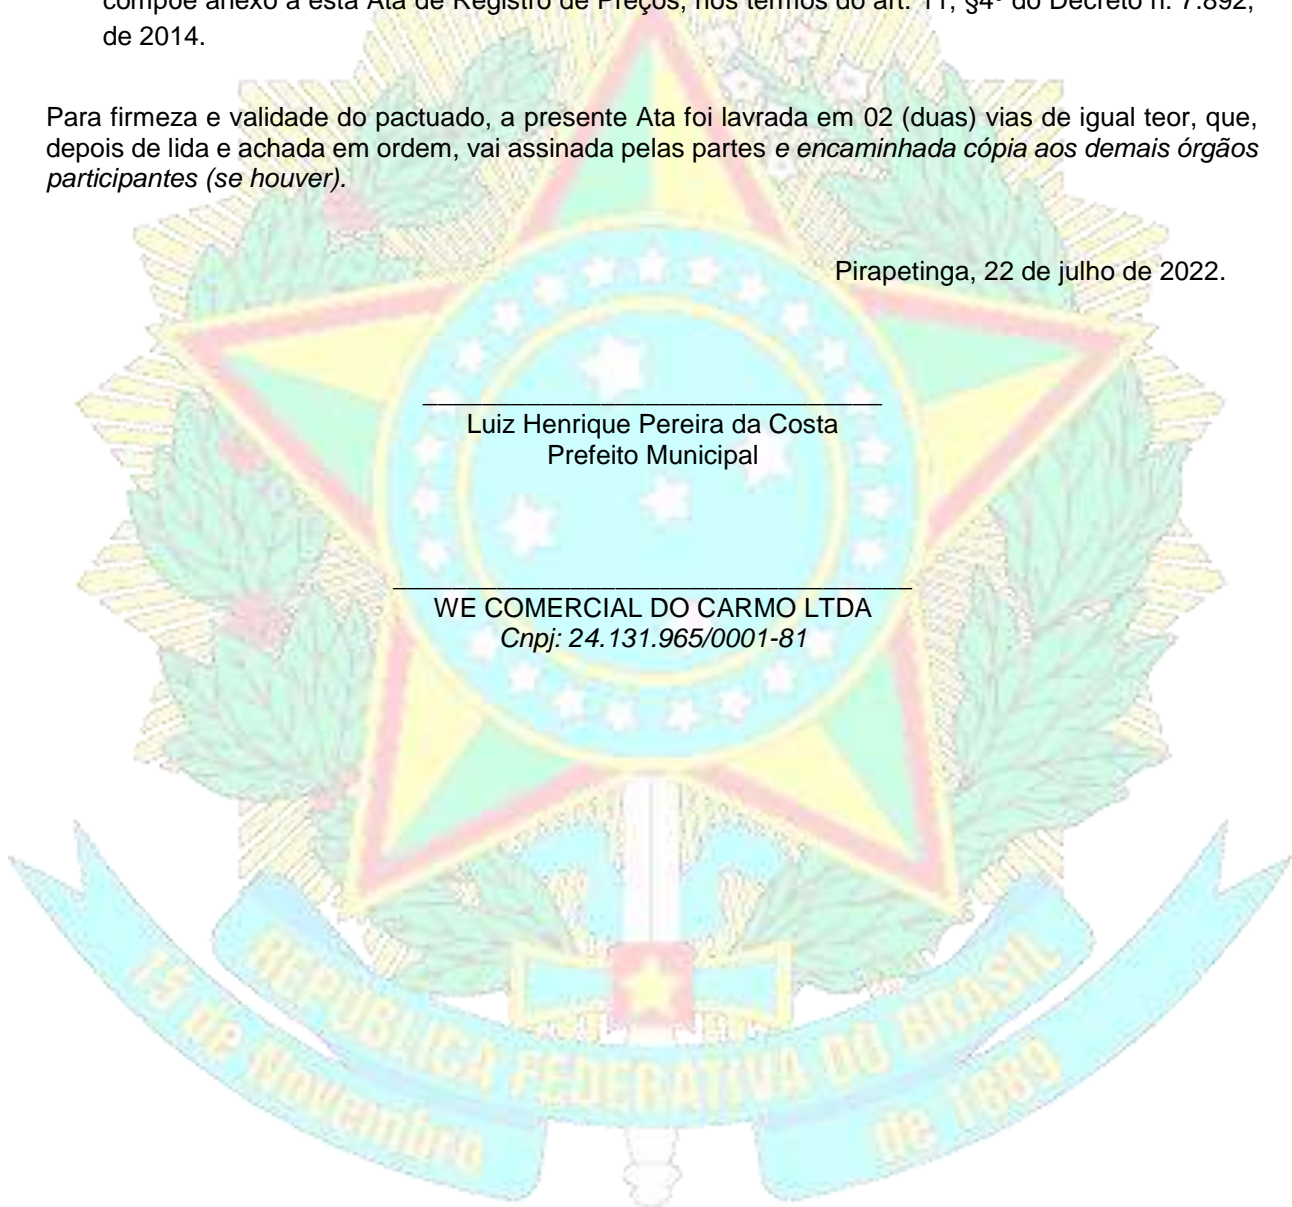 compõe anexo a esta Ata de Registro de Preços, nos termos do art. 11, §4º do Decreto n. 7.892,
de 2014.
Para firmeza e validade do pactuado, a presente Ata foi lavrada em 02 (duas) vias de igual teor, que,
depois de lida e achada em ordem, vai assinada pelas partes e encaminhada cópia aos demais órgãos
participantes (se houver).
Pirapetinga, 22 de julho de 2022.
Luiz Henrique Pereira da Costa
Prefeito Municipal
WE COMERCIAL DO CARMO LTDA
Cnpj: 24.131.965/0001-81
REPÚBLICA FEDERATIVA DO BRASIL
15 de Novembro
de 1889